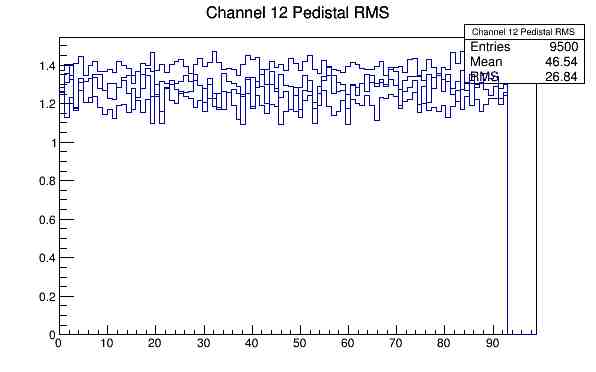 Channel 12 Pedistal RMS
Channel 12 Pedistal RMS
Entries 9500
Mean 46.54
RMS 26.84
1.4
1.2
1
0.8
0.6
0.4
0.2
0
0 10 20 30 40 50 60 70 80 90